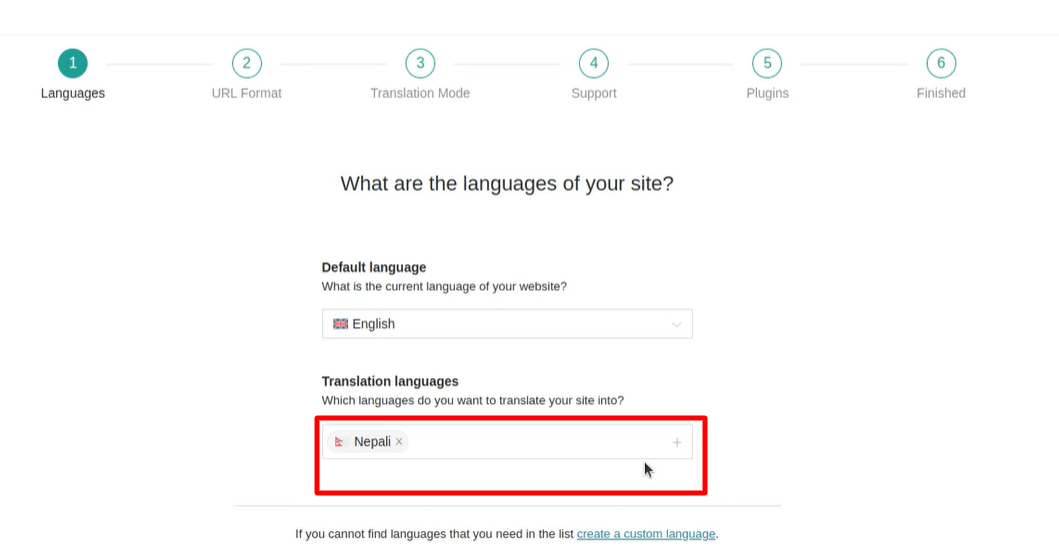 1 2 3 4 5 6
Languages URL Format Translation Mode Support Plugins Finished
What are the languages of your site?
Default language
What is the current language of your website?
English
Translation languages
Which languages do you want to translate your site into?
Nepali × +
If you cannot find languages that you need in the list create a custom language.